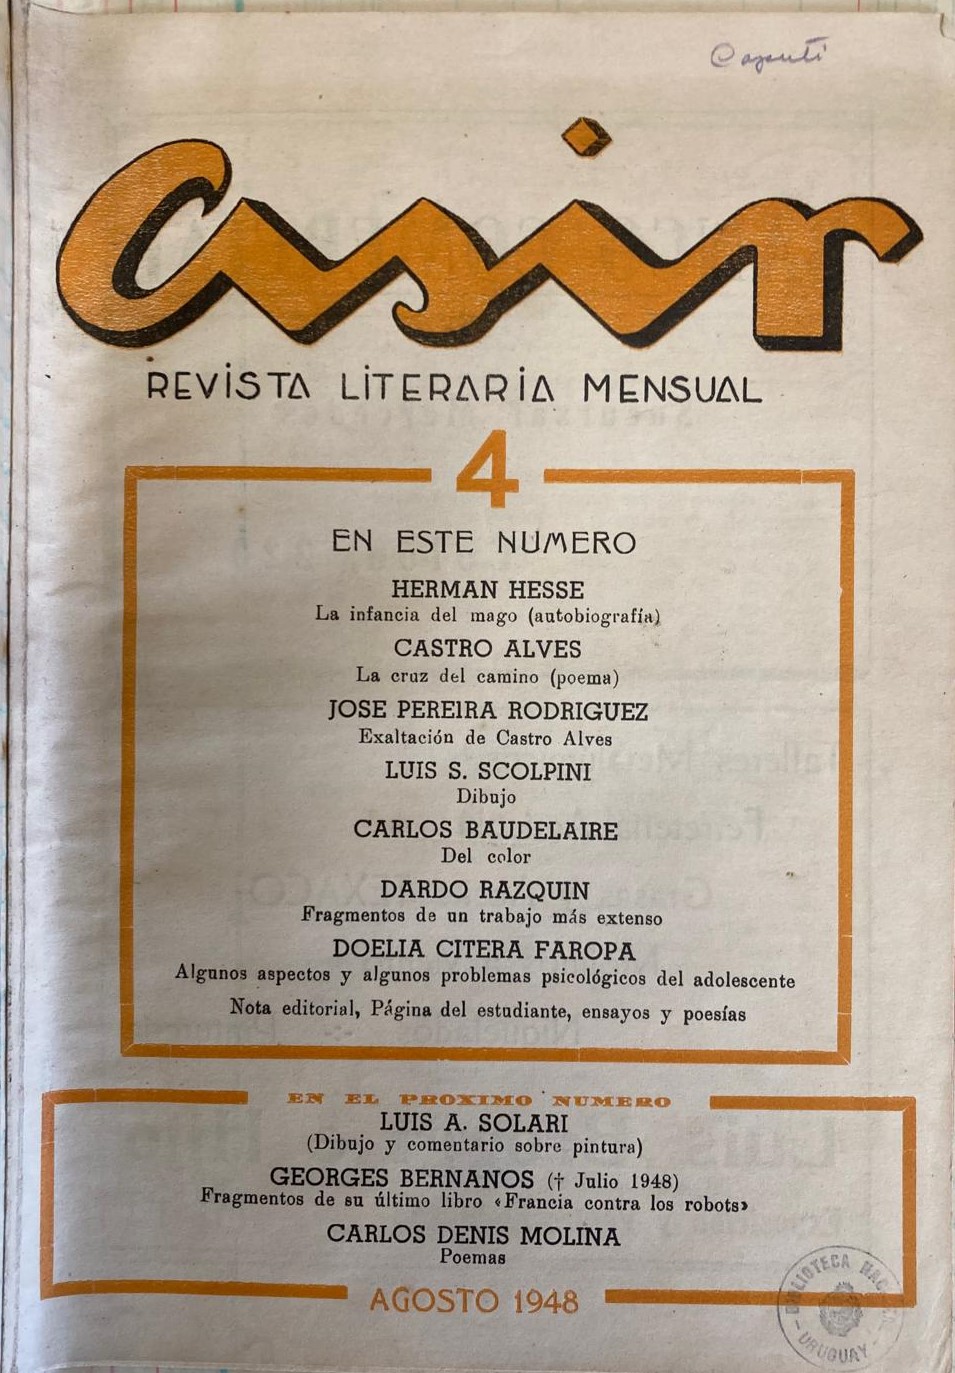 asir
REVISTA LITERARIA MENSUAL
4
EN ESTE NUMERO
HERMAN HESSE
La infancia del mago (autobiografía)
CASTRO ALVES
La cruz del camino (poema)
JOSE PEREIRA RODRIGUEZ
Exaltación de Castro Alves
LUIS S. SCOLPINI
Dibujo
CARLOS BAUDELAIRE
Del color
DARDO RAZQUIN
Fragmentos de un trabajo más extenso
DOELIA CITERA FAROPA
Algunos aspectos y algunos problemas psicológicos del adolescente
Nota editorial, Página del estudiante, ensayos y poesías
EN EL PROXIMO NUMERO
LUIS A. SOLARI
(Dibujo y comentario sobre pintura)
GEORGES BERNANOS († Julio 1948)
Fragmentos de su último libro «Francia contra los robots»
CARLOS DENIS MOLINA
Poemas
AGOSTO 1948
BIBLIOTECA
URUGUAY